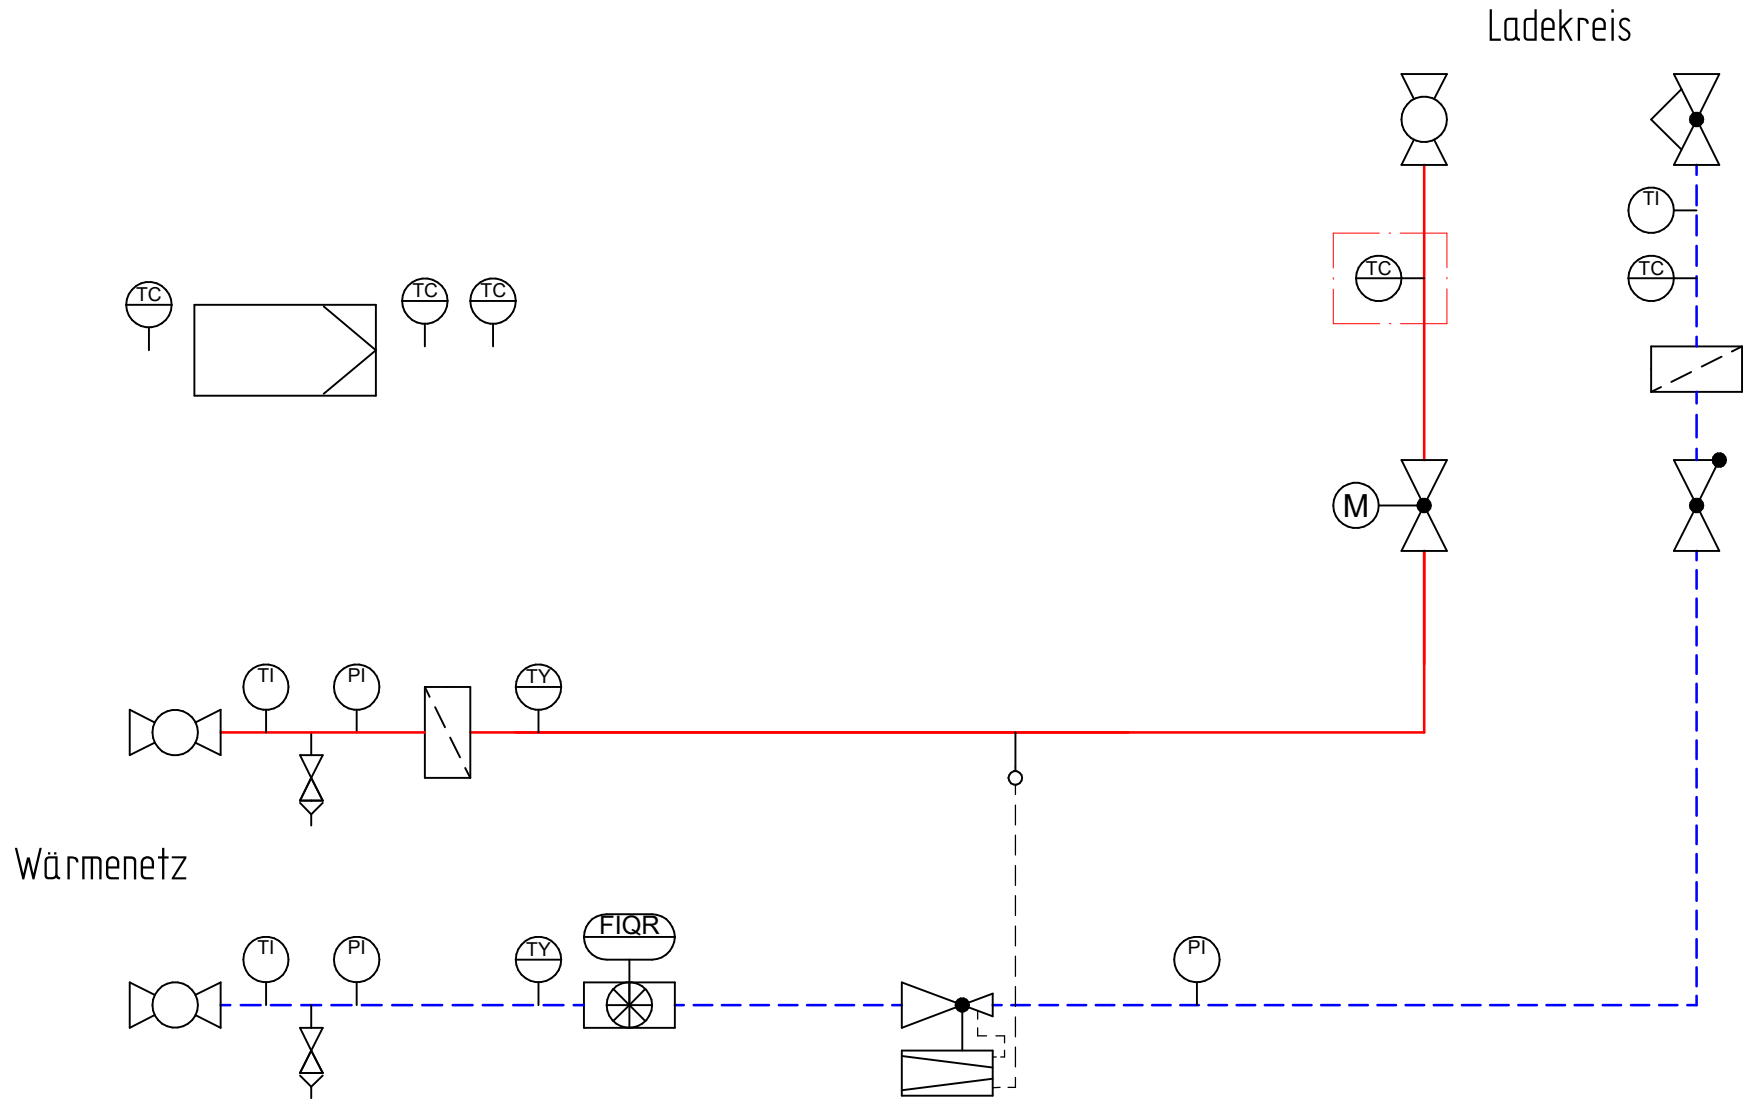 Ladekreis
TI
TC
TC
TC
TC
TC
M
TI
PI
TY
Wärmenetz
FIQR
TI
PI
TY
PI